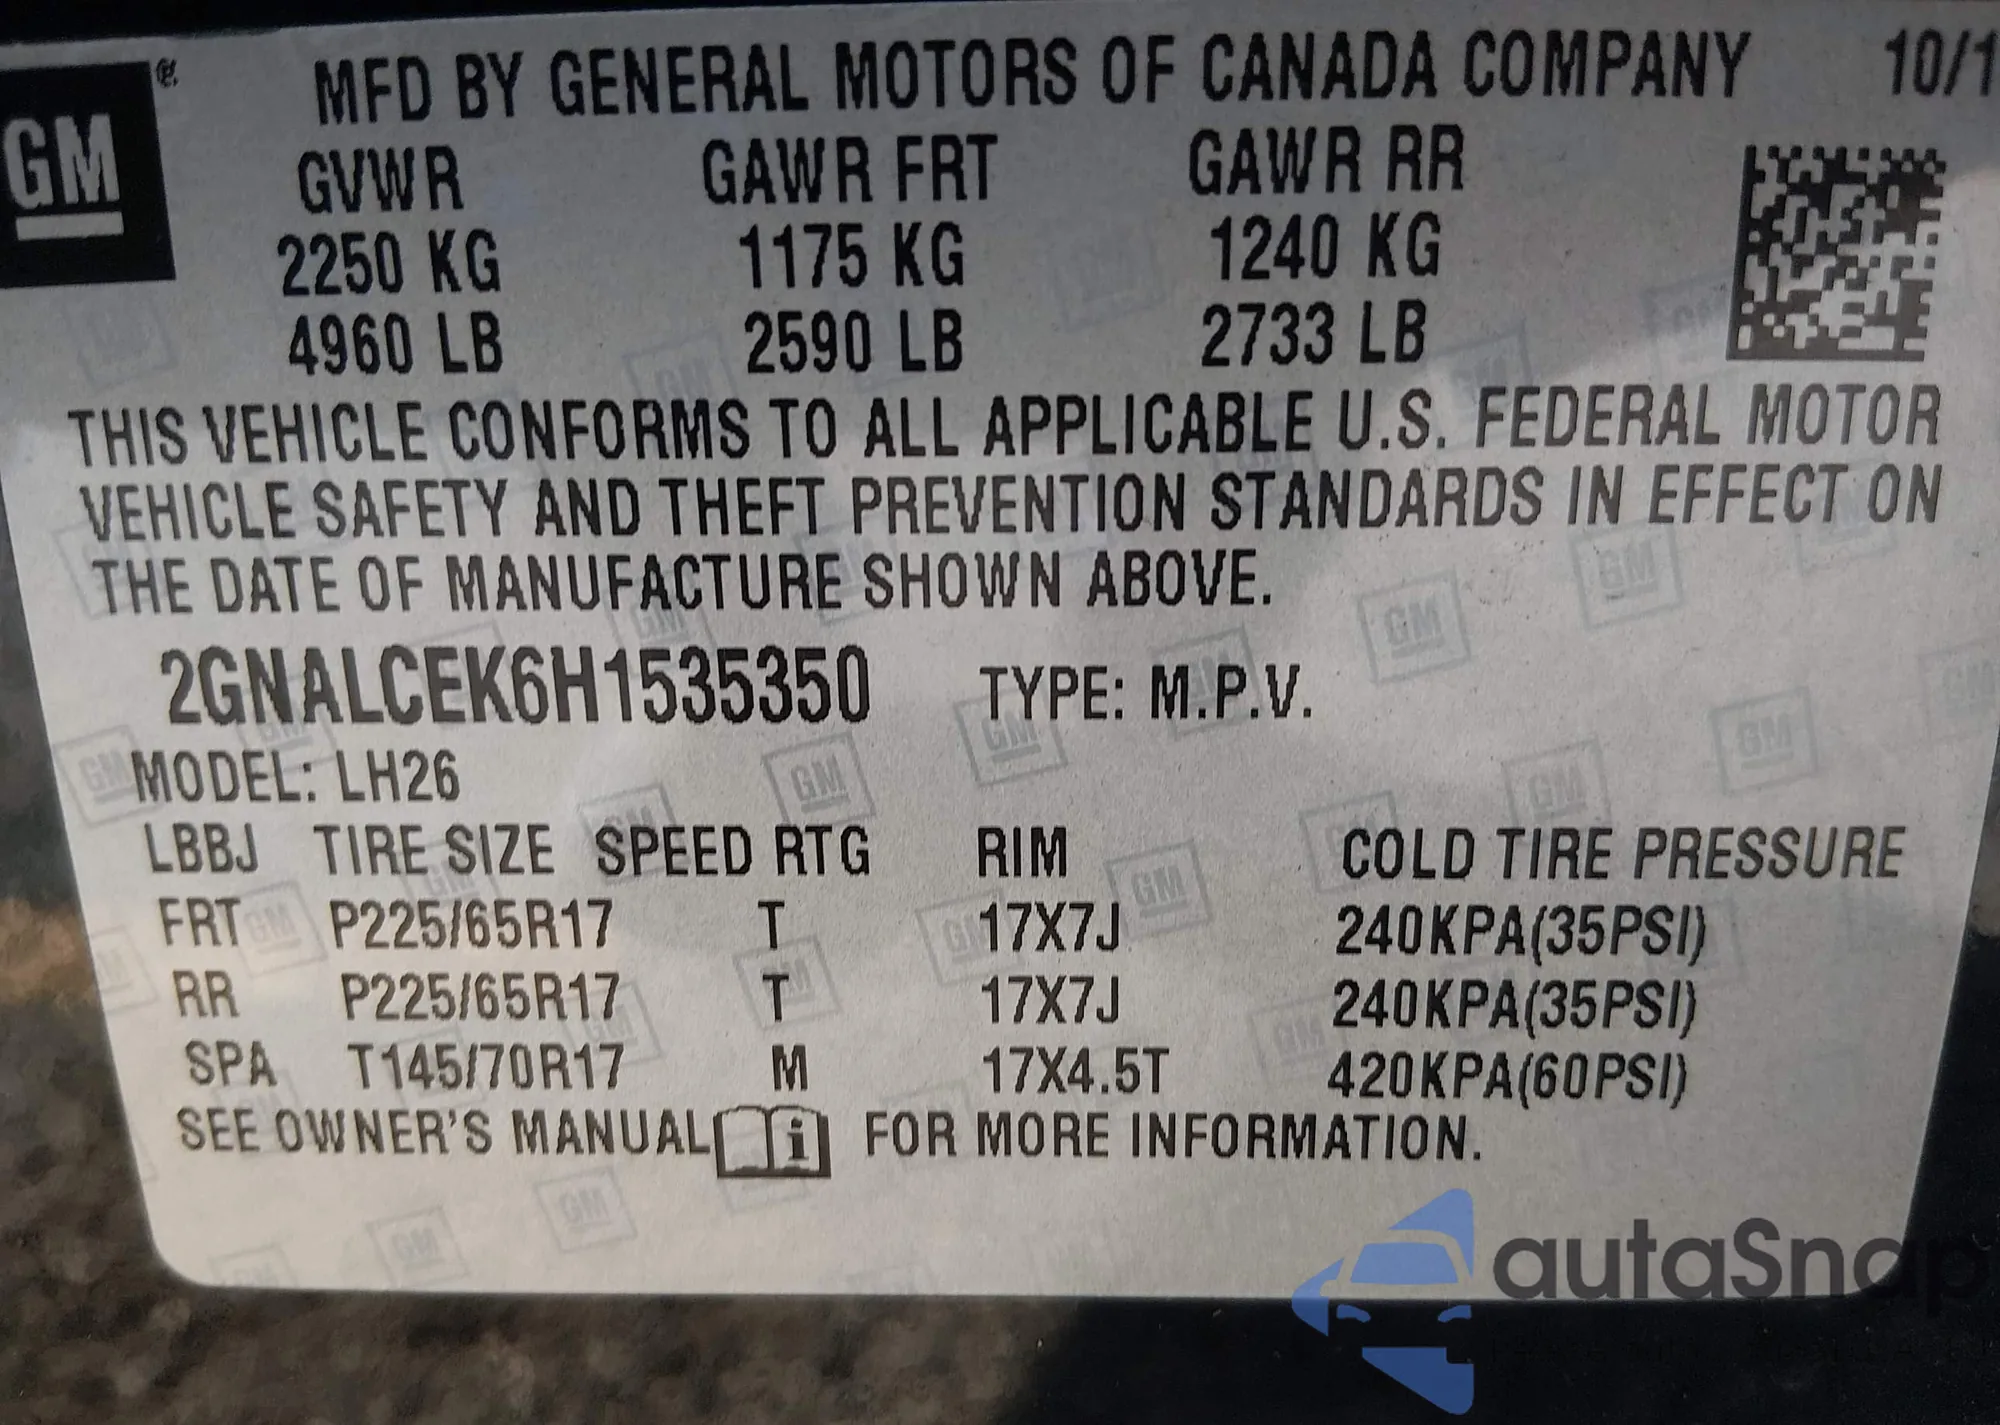 GM ® MFD BY GENERAL MOTORS OF CANADA COMPANY 10/1
GVWR GAWR FRT GAWR RR
2250 KG 1175 KG 1240 KG
4960 LB 2590 LB 2733 LB
THIS VEHICLE CONFORMS TO ALL APPLICABLE U.S. FEDERAL MOTOR
VEHICLE SAFETY AND THEFT PREVENTION STANDARDS IN EFFECT ON
THE DATE OF MANUFACTURE SHOWN ABOVE.
2GNALCEK6H1535350 TYPE: M.P.V.
MODEL: LH26
LBBJ TIRE SIZE SPEED RTG RIM COLD TIRE PRESSURE
FRT P225/65R17 T 17X7J 240KPA(35PSI)
RR P225/65R17 T 17X7J 240KPA(35PSI)
SPA T145/70R17 M 17X4.5T 420KPA(60PSI)
SEE OWNER'S MANUAL i FOR MORE INFORMATION.
autaSnap